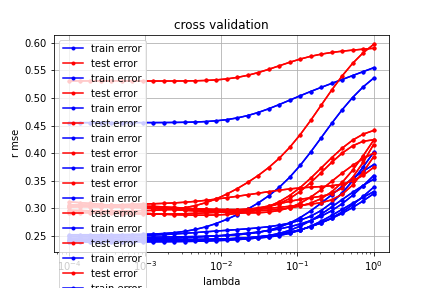 cross validation
0.60
0.55
0.50
0.45
0.40
0.35
0.30
0.25
r mse
train error
test error
train error
test error
train error
test error
train error
test error
train error
test error
train error
test error
train error
test error
train error
test error
train error
10⁻⁴
10⁻³
10⁻²
10⁻¹
10⁰
lambda